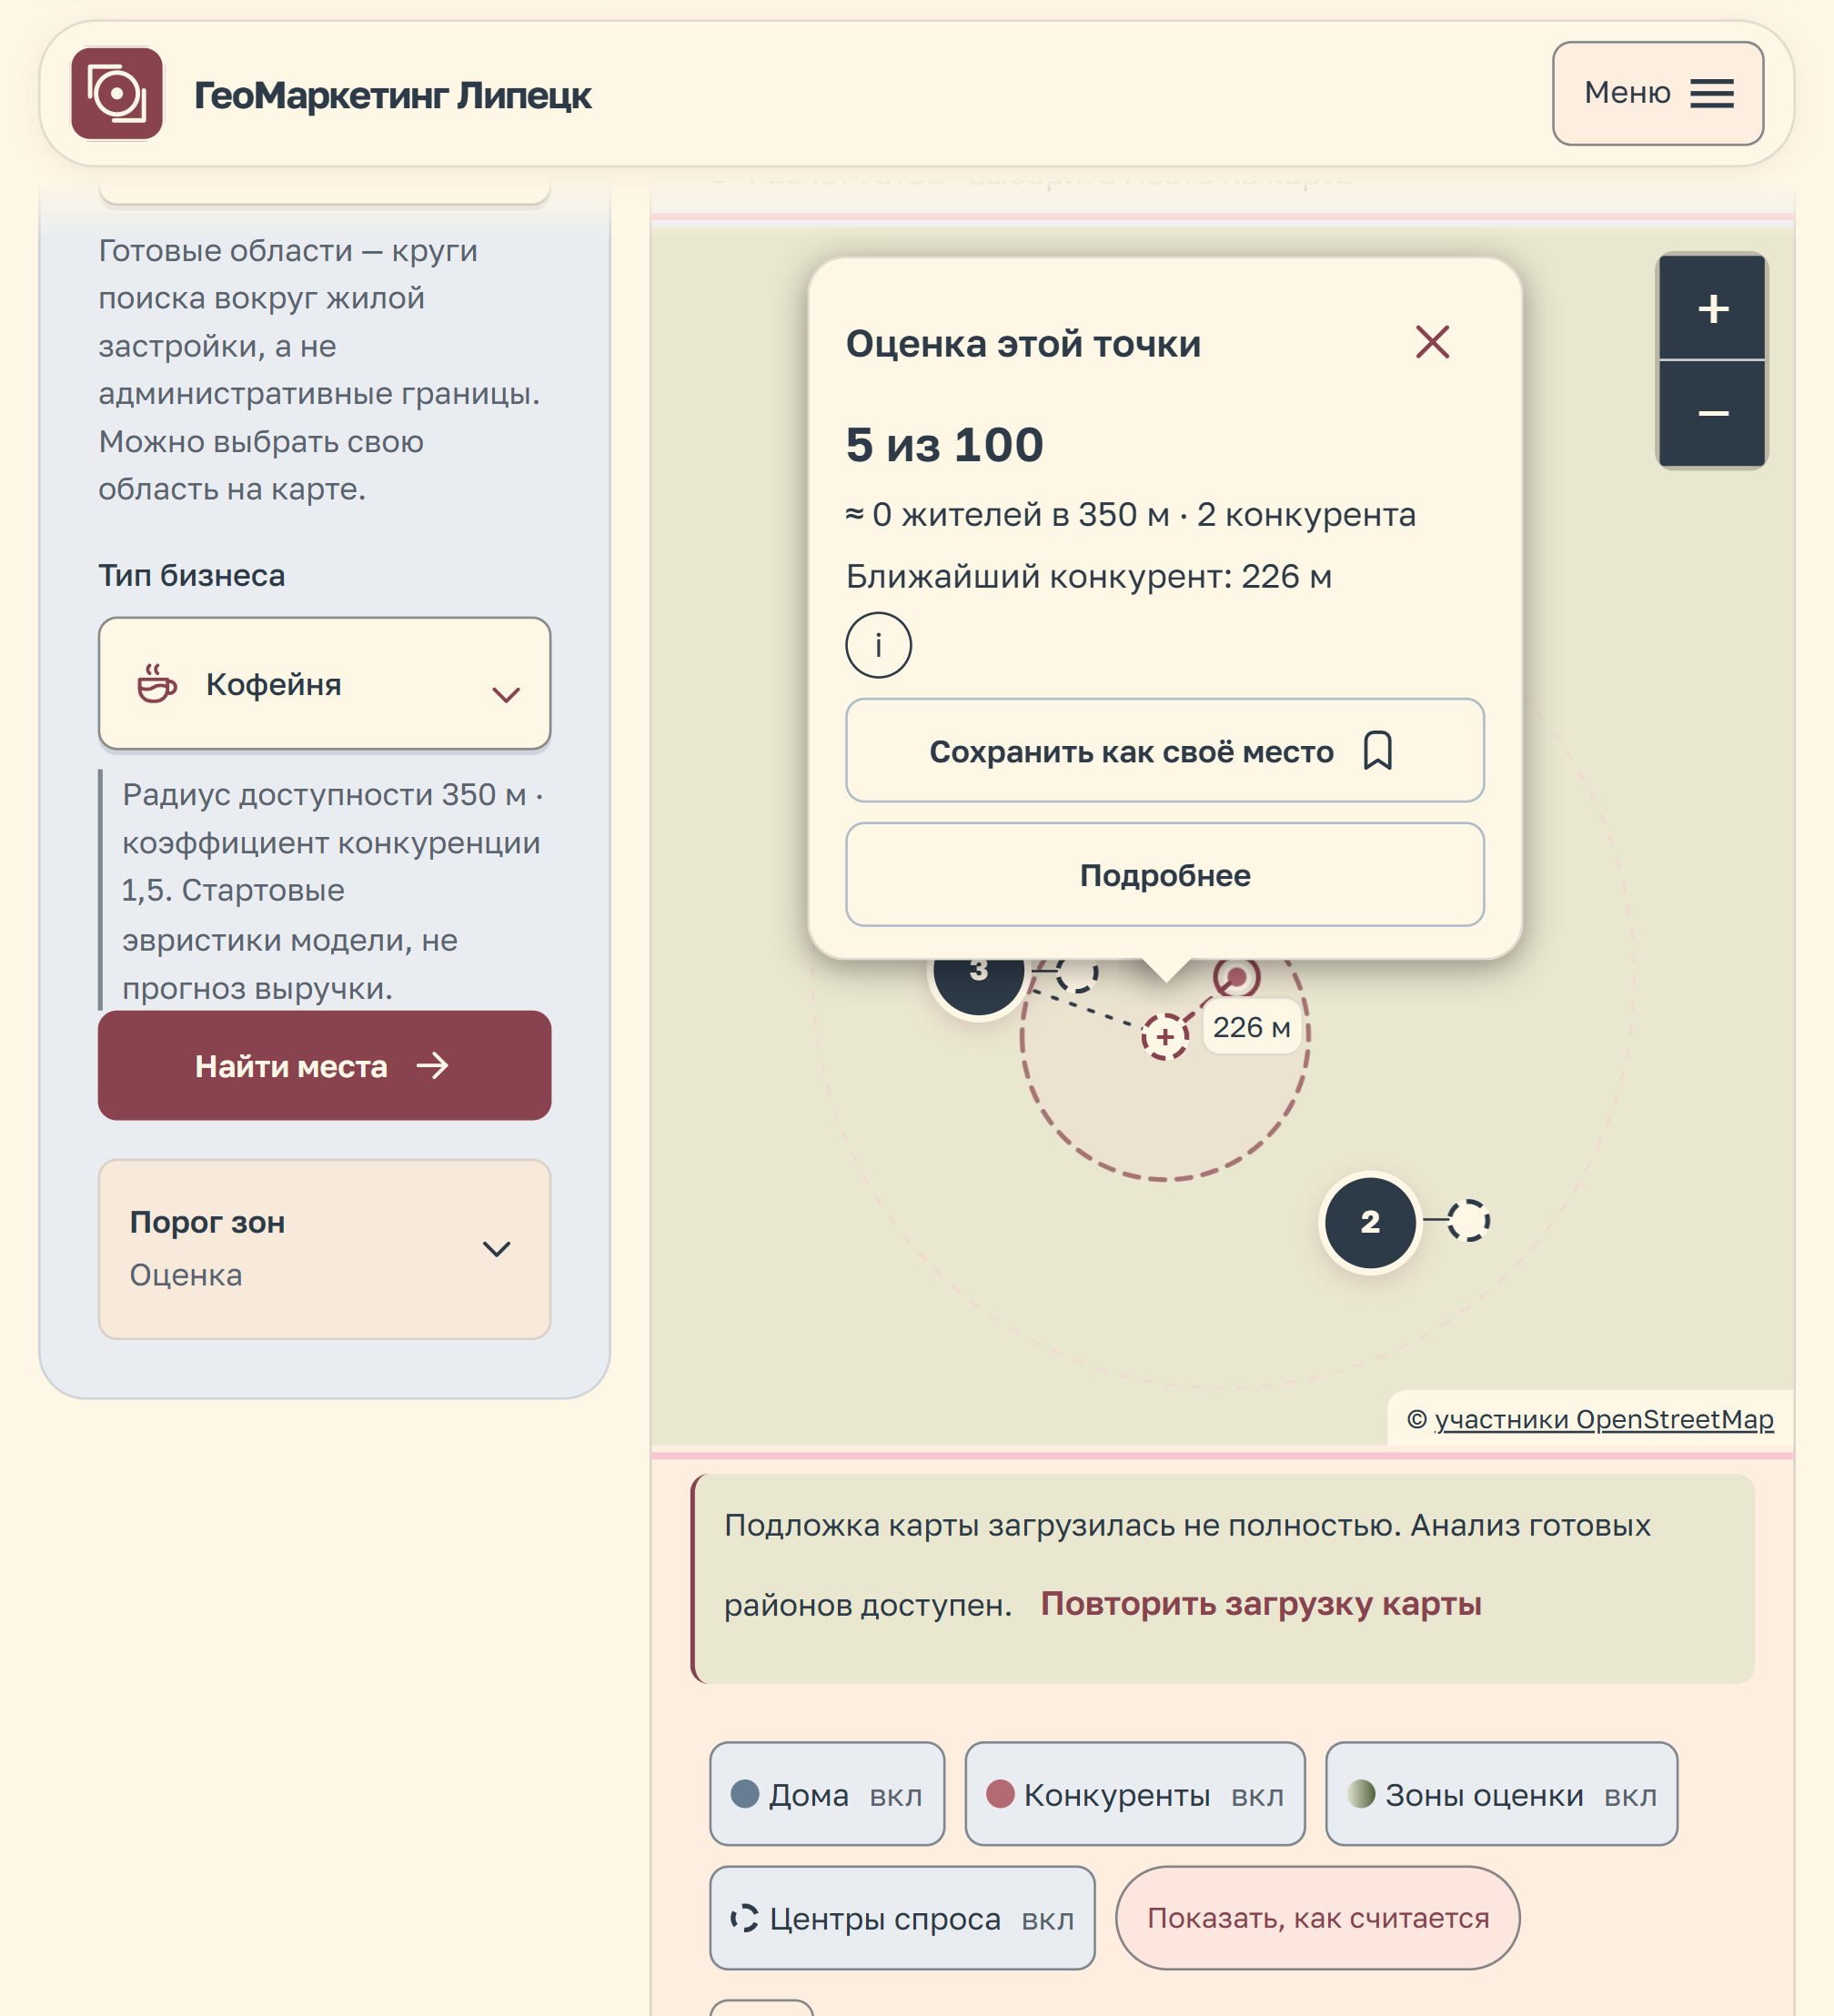 ГеоМаркетинг Липецк
Меню
Готовые области — круги
поиска вокруг жилой
застройки, а не
административные границы.
Можно выбрать свою
область на карте.
Тип бизнеса
Кофейня
Радиус доступности 350 м ·
коэффициент конкуренции
1,5. Стартовые
эвристики модели, не
прогноз выручки.
Найти места
Порог зон
Оценка
Оценка этой точки
5 из 100
≈ 0 жителей в 350 м · 2 конкурента
Ближайший конкурент: 226 м
i
Сохранить как своё место
Подробнее
+
−
3
226 м
2
© участники OpenStreetMap
Подложка карты загрузилась не полностью. Анализ готовых
районов доступен. Повторить загрузку карты
Дома вкл
Конкуренты вкл
Зоны оценки вкл
Центры спроса вкл
Показать, как считается